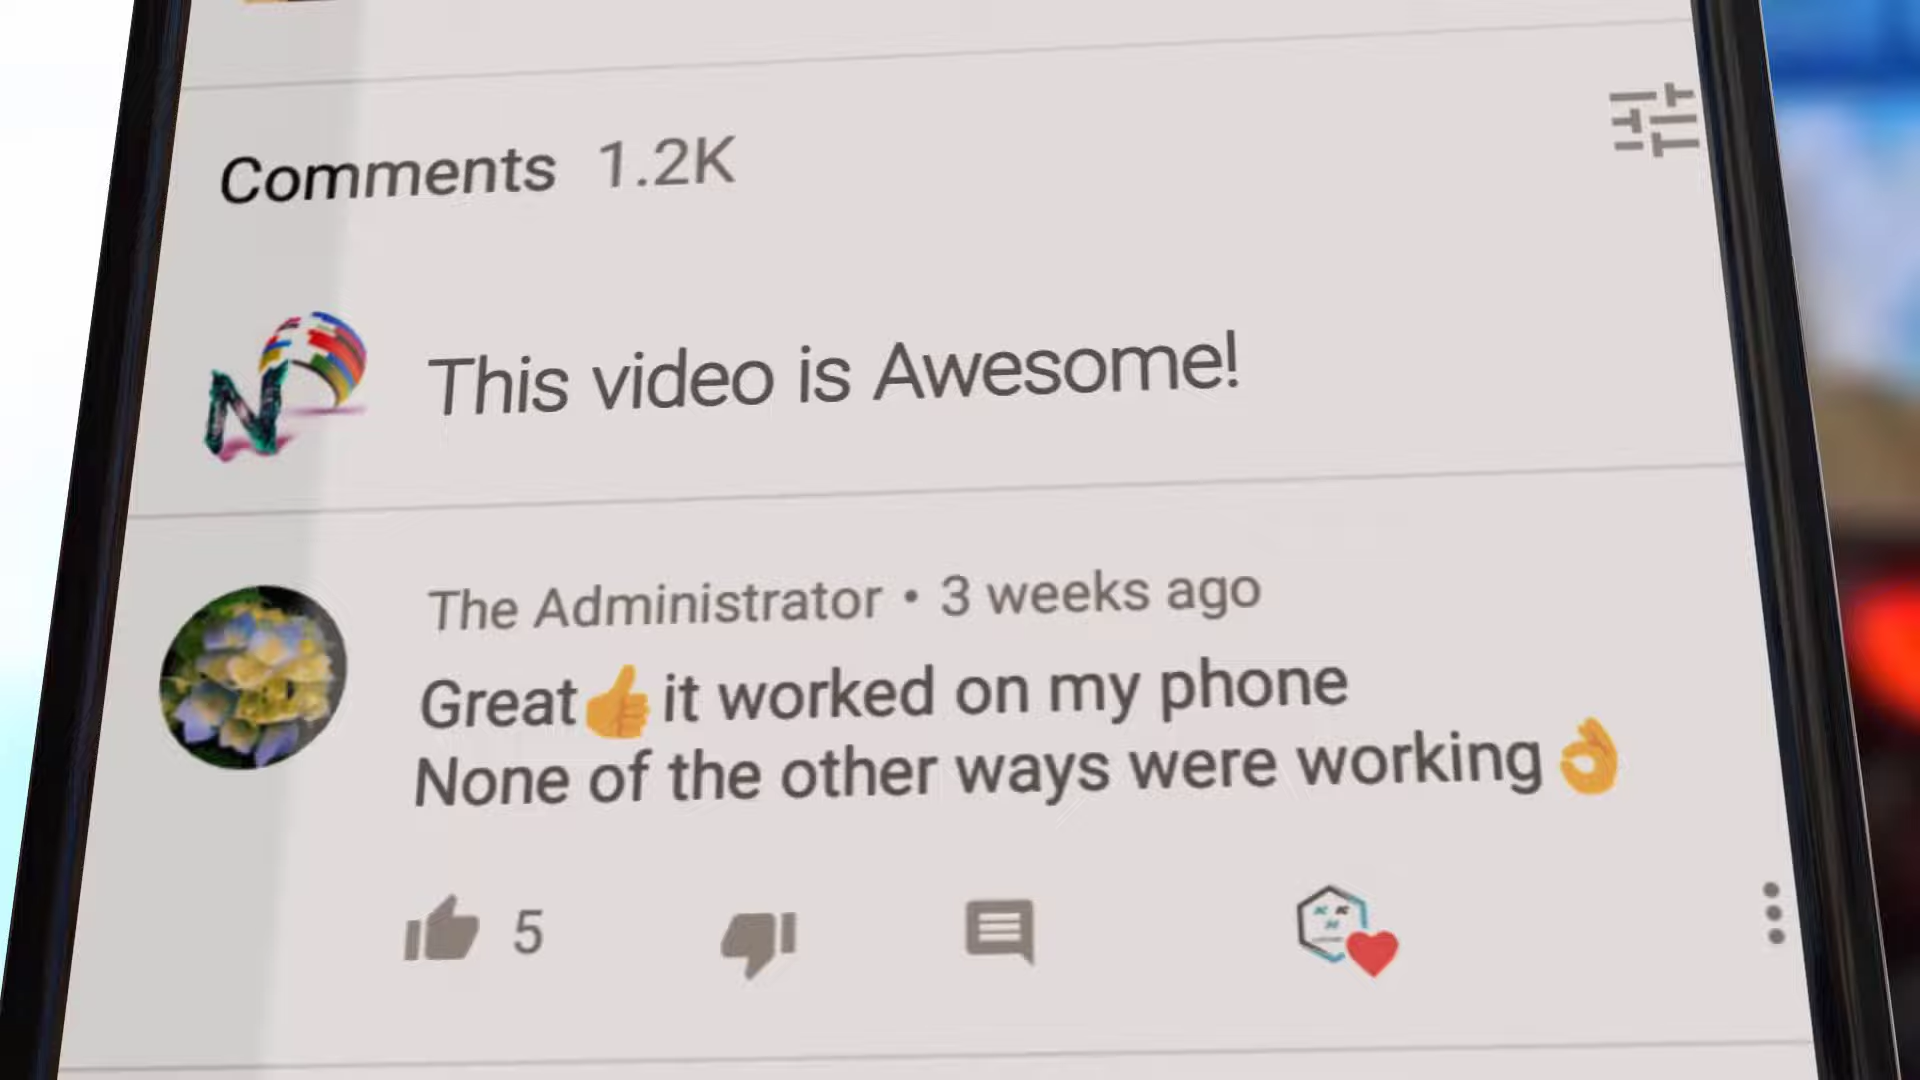 Comments 1.2K
This video is Awesome!
The Administrator • 3 weeks ago
Great👍it worked on my phone
None of the other ways were working👌
5